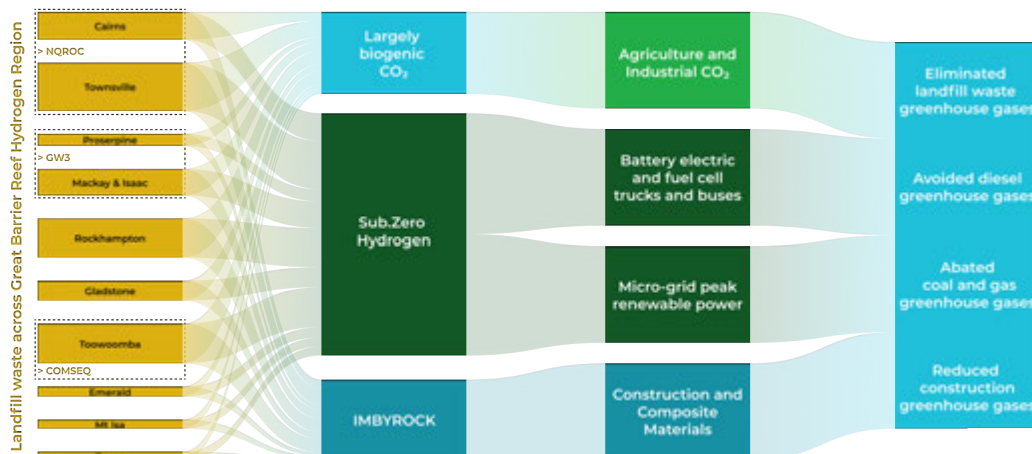 Landfill waste across Great Barrier Reef Hydrogen Region
Cairns
> NQROC
Townsville
Proserpine
> GW3
Mackay & Isaac
Rockhampton
Gladstone
Toowoomba
> COMSEQ
Emerald
Mt Isa
Largely
biogenic
CO₂
Sub.Zero
Hydrogen
IMBYROCK
Agriculture and
Industrial CO₂
Battery electric
and fuel cell
trucks and buses
Micro-grid peak
renewable power
Construction and
Composite
Materials
Eliminated
landfill waste
greenhouse gases
Avoided diesel
greenhouse gases
Abated
coal and gas
greenhouse gases
Reduced
construction
greenhouse gases